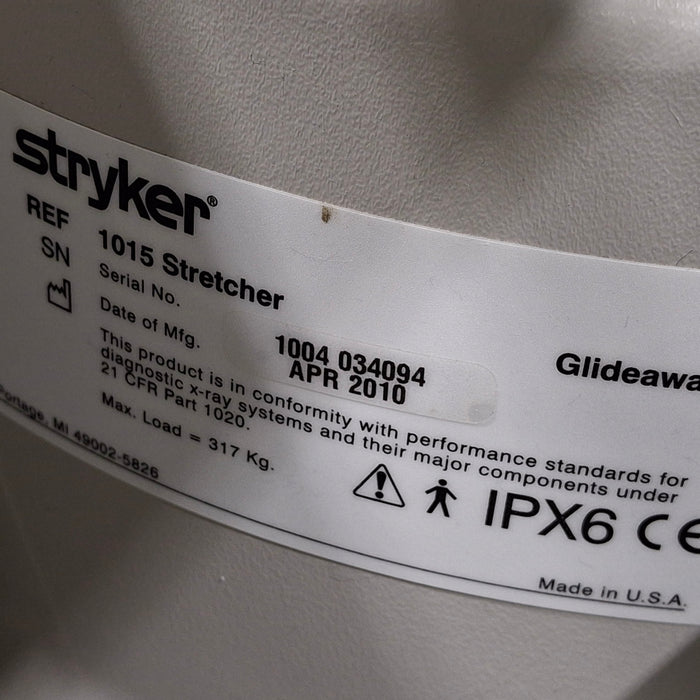 stryker®
REF 1015 Stretcher
SN Serial No. 1004 034094
Date of Mfg. APR 2010
Glideawa
This product is in conformity with performance standards for
diagnostic x-ray systems and their major components under
21 CFR Part 1020.
Max. Load = 317 Kg.
IPX6 CE
Portage, MI 49002-5826
Made in U.S.A.